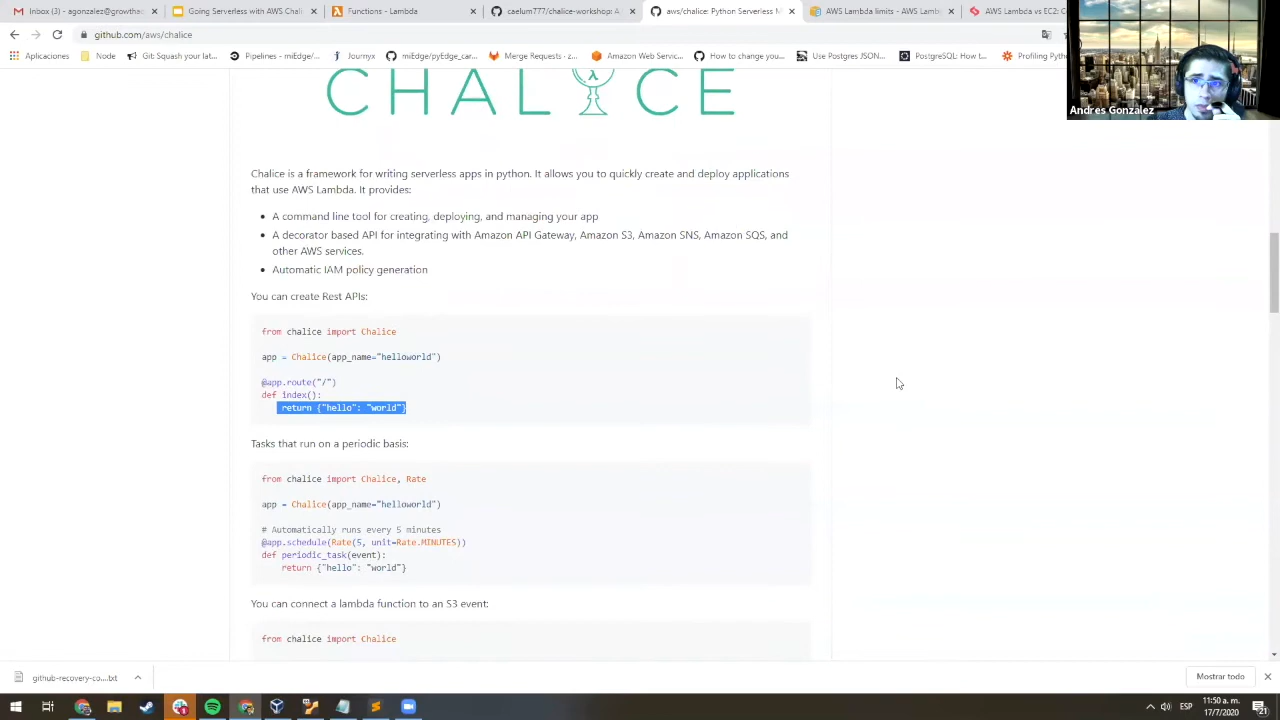 Inbox (3) - agonzalez@growtha
Going Serverless with AWS Chali
Functions - Lambda
caelum777/chalice-workshop: A
aws/chalice: Python Serverless M
AWS Lambda limits - AWS Lambd
AWS Lambda vs EC2: C
github.com/aws/chalice
Aplicaciones
Node
Git Squash your lat...
Pipelines - miEdge/...
Journys
miEdge/pyEdge_car...
Merge Requests · z...
Amazon Web Servic...
How to change you...
Use Postgres JSON...
PostgreSQL: How t...
Profiling Pyth
Andres Gonzalez
CHALICE
Chalice is a framework for writing serverless apps in python. It allows you to quickly create and deploy applications
that use AWS Lambda. It provides:
A command line tool for creating, deploying, and managing your app
A decorator based API for integrating with Amazon API Gateway, Amazon S3, Amazon SNS, Amazon SQS, and
other AWS services.
Automatic IAM policy generation
You can create Rest APIs:
from chalice import Chalice
app = Chalice(app_name="helloworld")
@app.route("/")
def index():
return {"hello": "world"}
Tasks that run on a periodic basis:
from chalice import Chalice, Rate
app = Chalice(app_name="helloworld")
# Automatically runs every 5 minutes
@app.schedule(Rate(5, unit=Rate.MINUTES))
def periodic_task(event):
return {"hello": "world"}
You can connect a lambda function to an S3 event:
from chalice import Chalice
github-recovery-co....txt
Mostrar todo
ESP
11:50 a. m.
17/7/2020
21